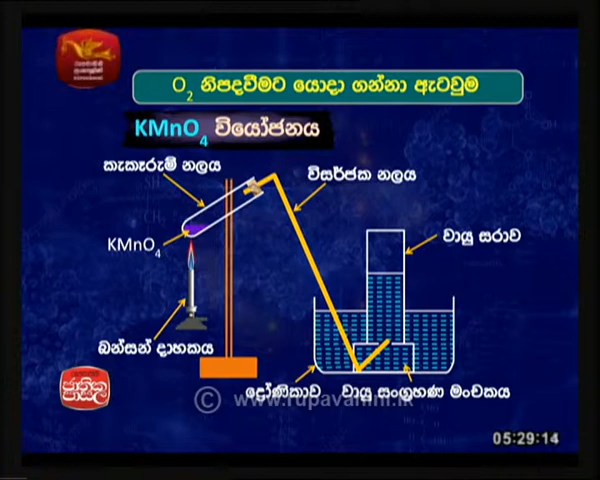 O2 නිපදවීමට යොදා ගන්නා ඇටවුම
KMnO4 වියෝජනය
කැකෑරුම් නලය
විසර්ජක නලය
KMnO4
වායු සරාව
බන්සන් දාහකය
ද්‍රෝණිකාව වායු සංග්‍රහණ මංචකය
© www.rupavahini.lk
ජාතික
පාසල
05:29:14